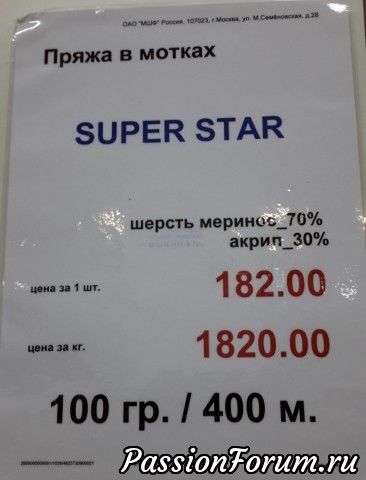 ОАО "МШФ" Россия, 107023, г.Москва, ул. М.Семёновская, д.28
Пряжа в мотках
SUPER STAR
шерсть меринос_70%
акрил_30%
цена за 1 шт. 182.00
цена за кг. 1820.00
100 гр. / 400 м.
PassionForum.ru